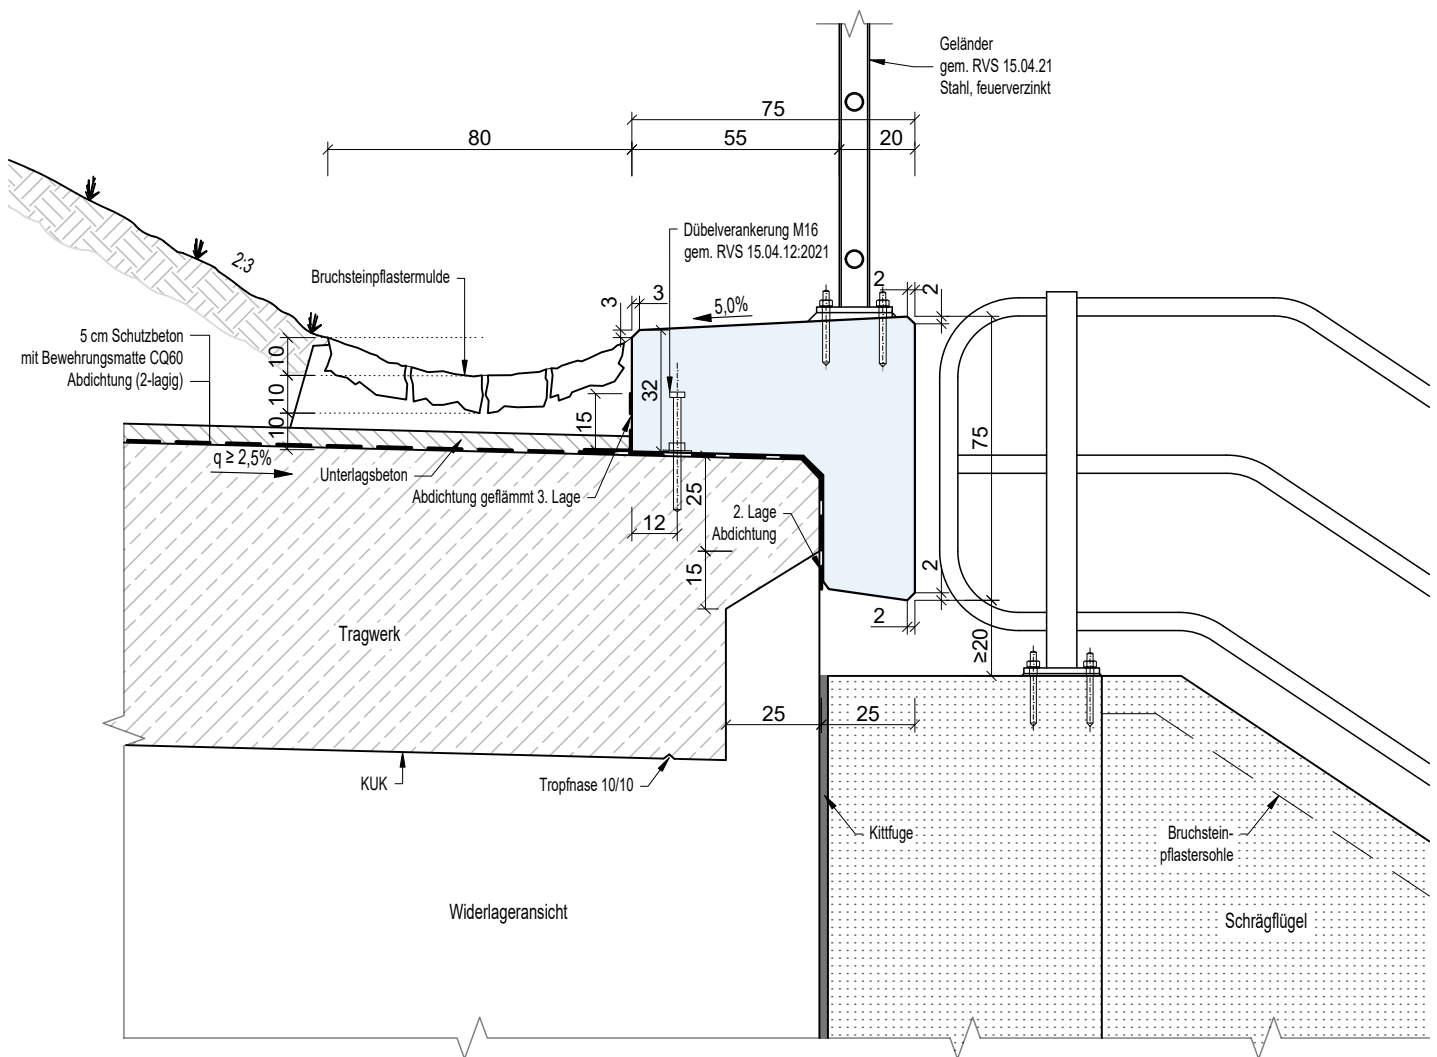 Geländer
gem. RVS 15.04.21
Stahl, feuerverzinkt
75
80
55
20
Dübelverankerung M16
gem. RVS 15.04.12:2021
2:3
Bruchsteinpflastermulde
3
3
5,0%
2
2
5 cm Schutzbeton
mit Bewehrungsmatte CQ60
Abdichtung (2-lagig)
10
10
10
15
32
75
q ≥ 2,5%
Unterlagsbeton
Abdichtung geflämmt 3. Lage
12
25
15
2. Lage
Abdichtung
2
2
≥20
Tragwerk
25
25
KUK
Tropfnase 10/10
Kittfuge
Bruchstein-
pflastersohle
Widerlageransicht
Schrägflügel